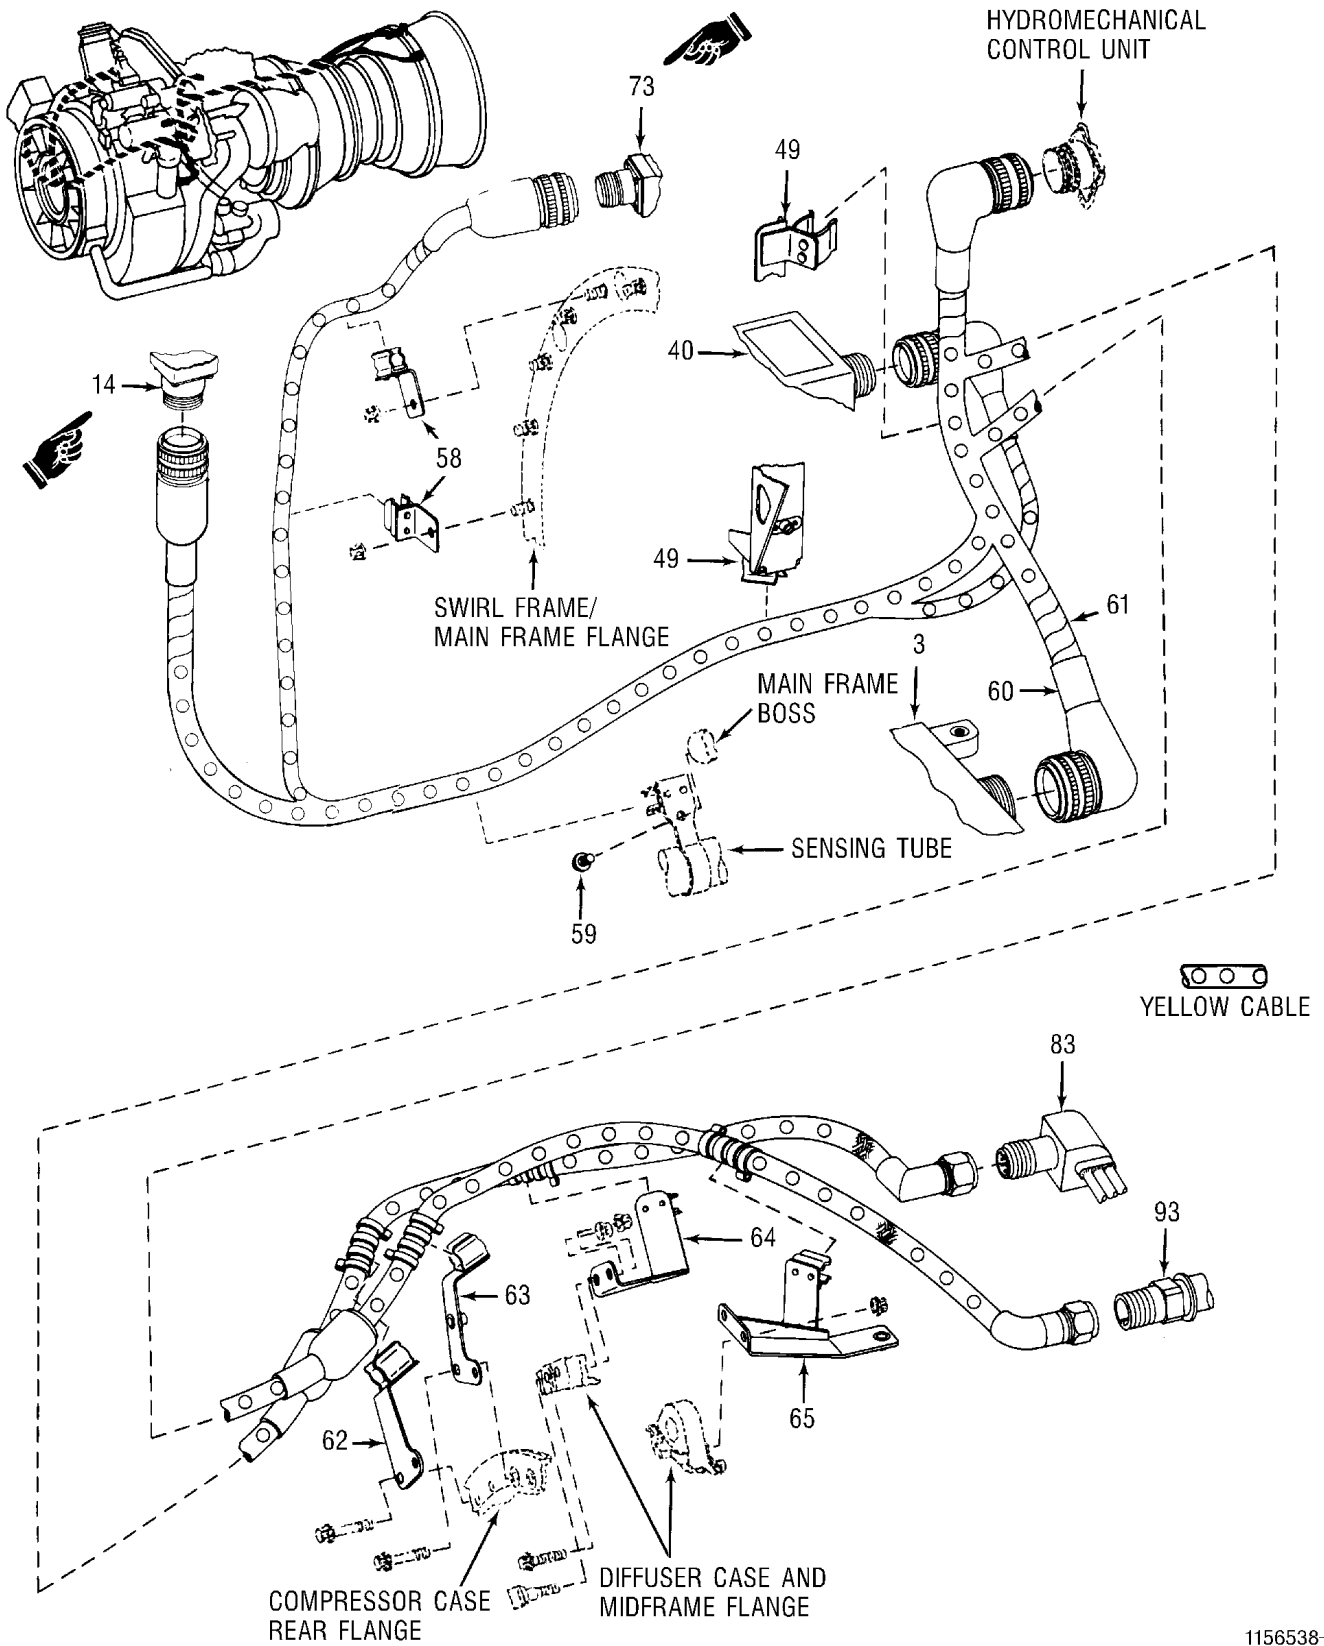 HYDROMECHANICAL
CONTROL UNIT
73
49
40
14
58
49
SWIRL FRAME/
MAIN FRAME FLANGE
61
3
MAIN FRAME
BOSS
60
SENSING TUBE
59
YELLOW CABLE
83
93
64
63
65
62
COMPRESSOR CASE
REAR FLANGE
DIFFUSER CASE AND
MIDFRAME FLANGE
1156538-